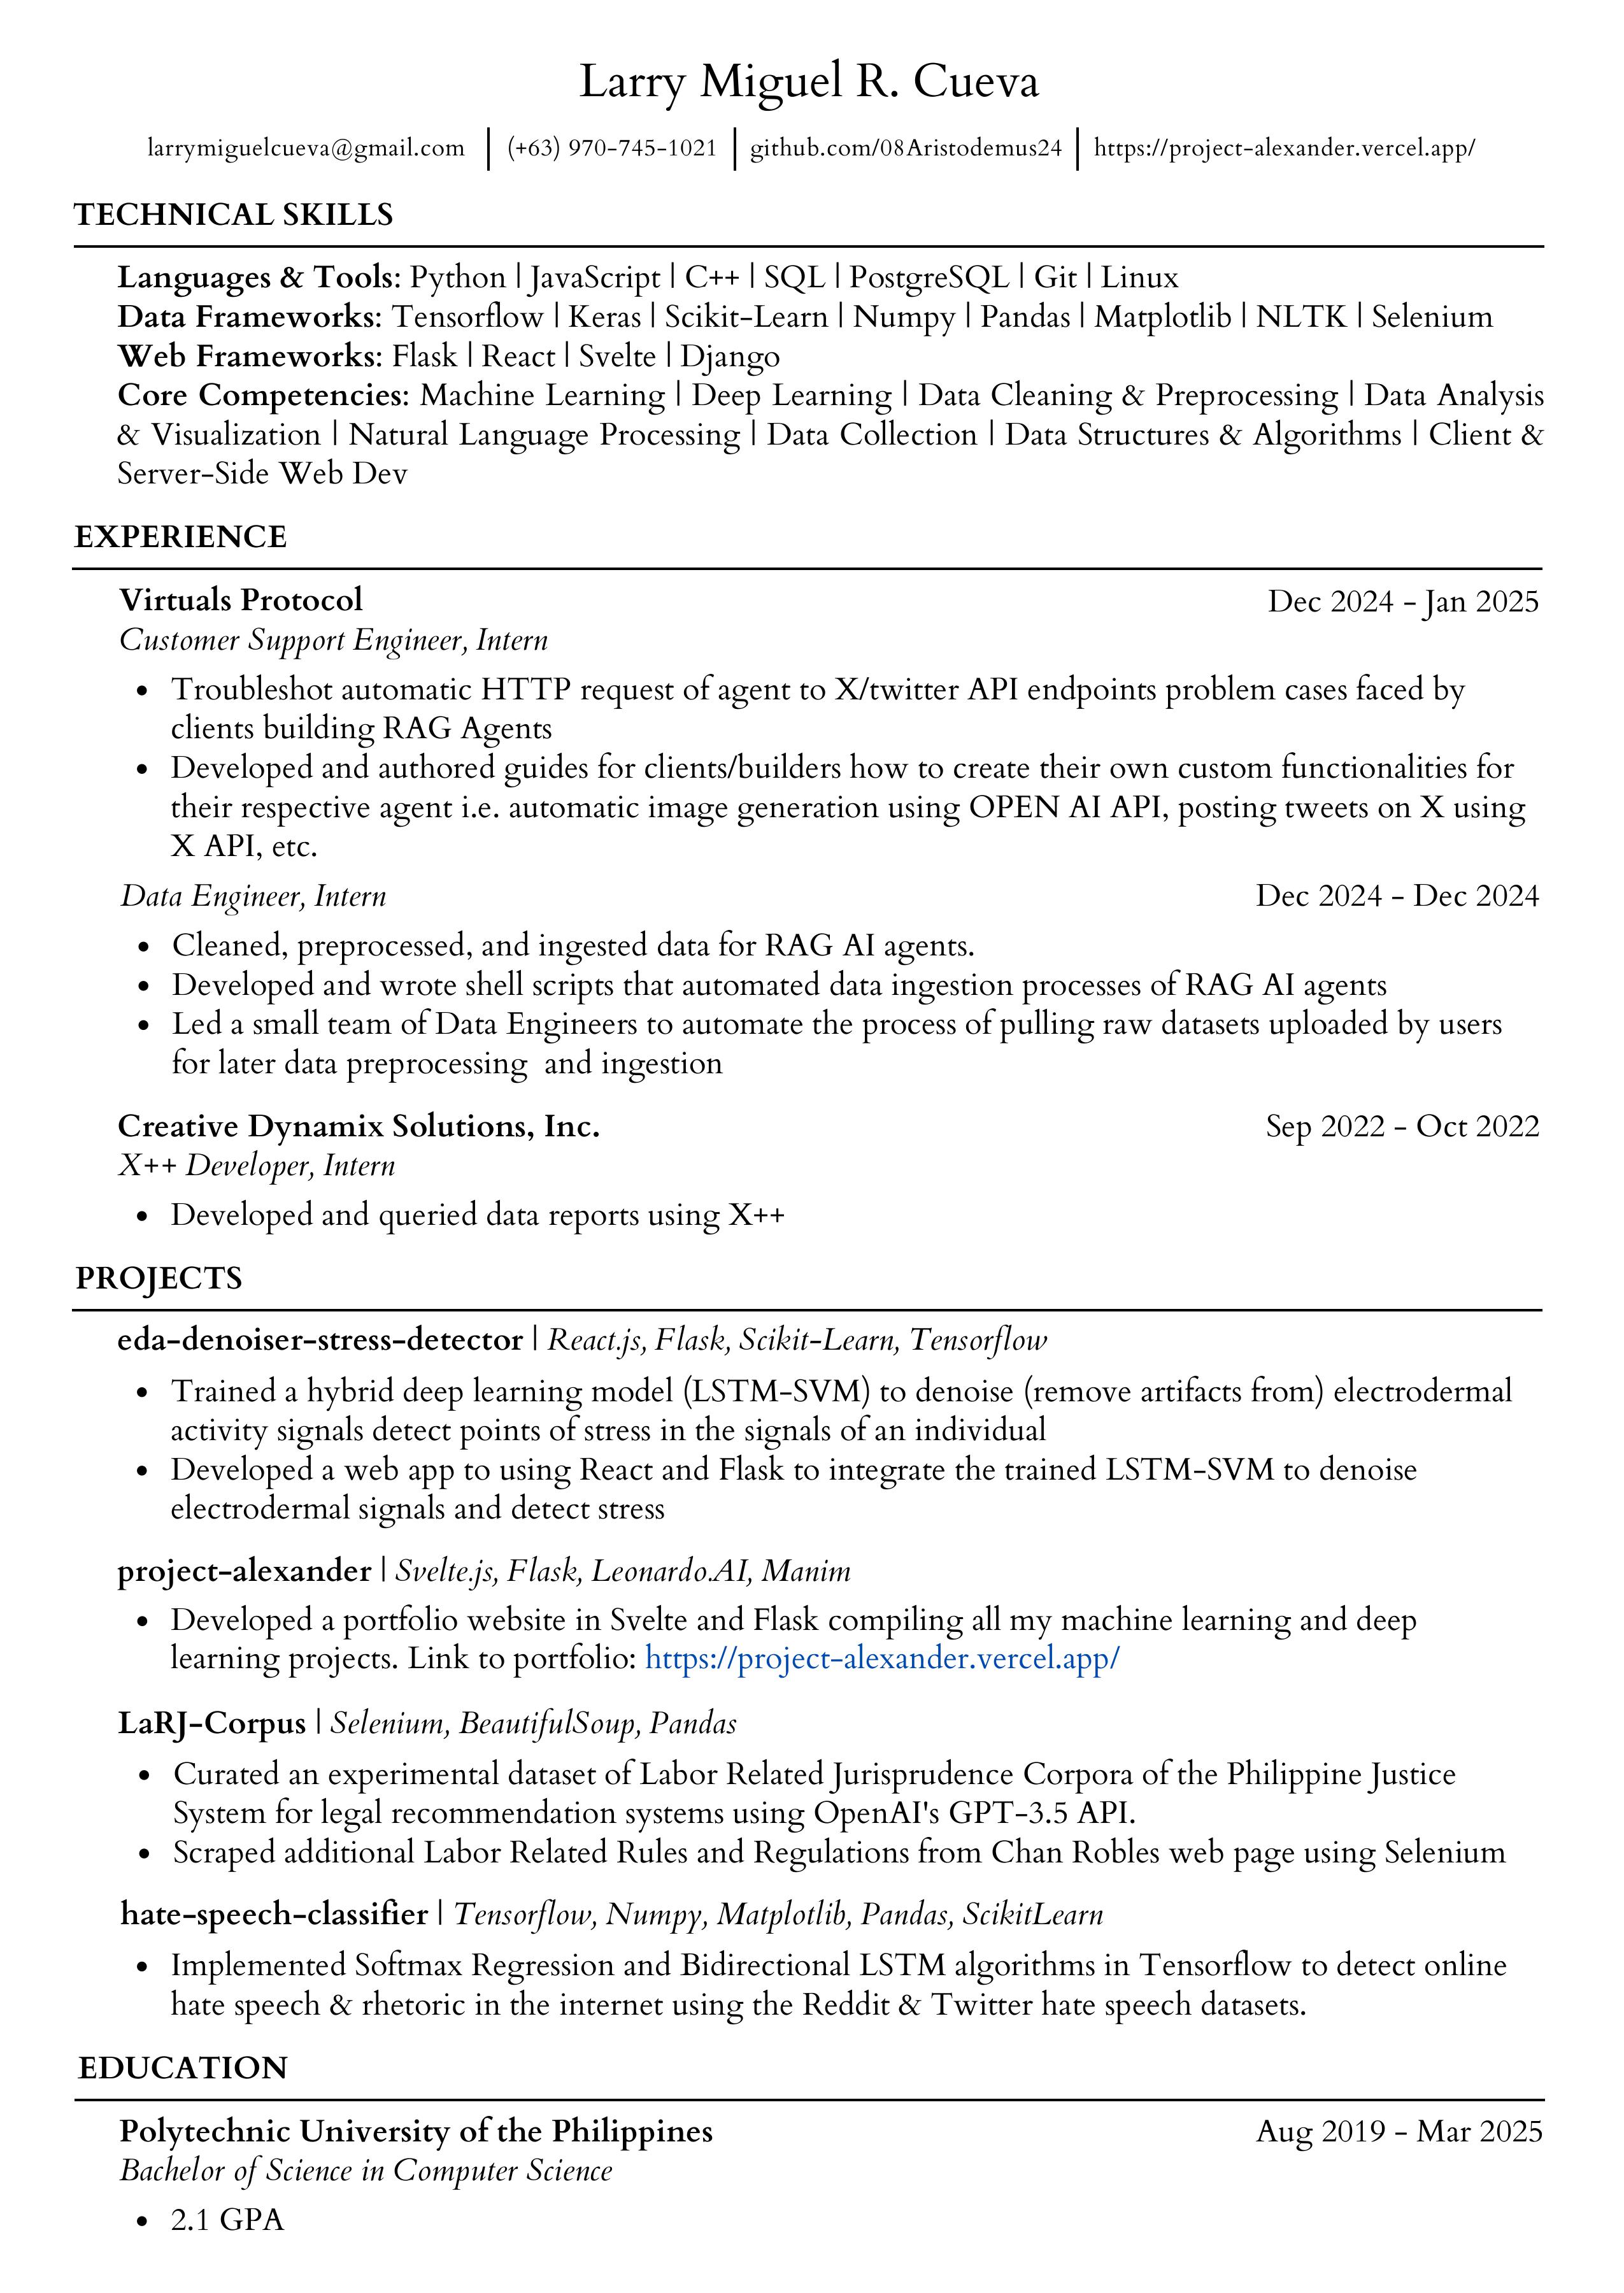 Larry Miguel R. Cueva
larrymiguelcueva@gmail.com | (+63) 970-745-1021 | github.com/08Aristodemus24 | https://project-alexander.vercel.app/
TECHNICAL SKILLS
Languages & Tools: Python | JavaScript | C++ | SQL | PostgreSQL | Git | Linux
Data Frameworks: Tensorflow | Keras | Scikit-Learn | Numpy | Pandas | Matplotlib | NLTK | Selenium
Web Frameworks: Flask | React | Svelte | Django
Core Competencies: Machine Learning | Deep Learning | Data Cleaning & Preprocessing | Data Analysis
& Visualization | Natural Language Processing | Data Collection | Data Structures & Algorithms | Client &
Server-Side Web Dev
EXPERIENCE
Virtuals Protocol Dec 2024 - Jan 2025
Customer Support Engineer, Intern
• Troubleshot automatic HTTP request of agent to X/twitter API endpoints problem cases faced by
clients building RAG Agents
• Developed and authored guides for clients/builders how to create their own custom functionalities for
their respective agent i.e. automatic image generation using OPEN AI API, posting tweets on X using
X API, etc.
Data Engineer, Intern Dec 2024 - Dec 2024
• Cleaned, preprocessed, and ingested data for RAG AI agents.
• Developed and wrote shell scripts that automated data ingestion processes of RAG AI agents
• Led a small team of Data Engineers to automate the process of pulling raw datasets uploaded by users
for later data preprocessing and ingestion
Creative Dynamix Solutions, Inc. Sep 2022 - Oct 2022
X++ Developer, Intern
• Developed and queried data reports using X++
PROJECTS
eda-denoiser-stress-detector | React.js, Flask, Scikit-Learn, Tensorflow
• Trained a hybrid deep learning model (LSTM-SVM) to denoise (remove artifacts from) electrodermal
activity signals detect points of stress in the signals of an individual
• Developed a web app to using React and Flask to integrate the trained LSTM-SVM to denoise
electrodermal signals and detect stress
project-alexander | Svelte.js, Flask, Leonardo.AI, Manim
• Developed a portfolio website in Svelte and Flask compiling all my machine learning and deep
learning projects. Link to portfolio: https://project-alexander.vercel.app/
LaRJ-Corpus | Selenium, BeautifulSoup, Pandas
• Curated an experimental dataset of Labor Related Jurisprudence Corpora of the Philippine Justice
System for legal recommendation systems using OpenAI's GPT-3.5 API.
• Scraped additional Labor Related Rules and Regulations from Chan Robles web page using Selenium
hate-speech-classifier | Tensorflow, Numpy, Matplotlib, Pandas, ScikitLearn
• Implemented Softmax Regression and Bidirectional LSTM algorithms in Tensorflow to detect online
hate speech & rhetoric in the internet using the Reddit & Twitter hate speech datasets.
EDUCATION
Polytechnic University of the Philippines Aug 2019 - Mar 2025
Bachelor of Science in Computer Science
• 2.1 GPA